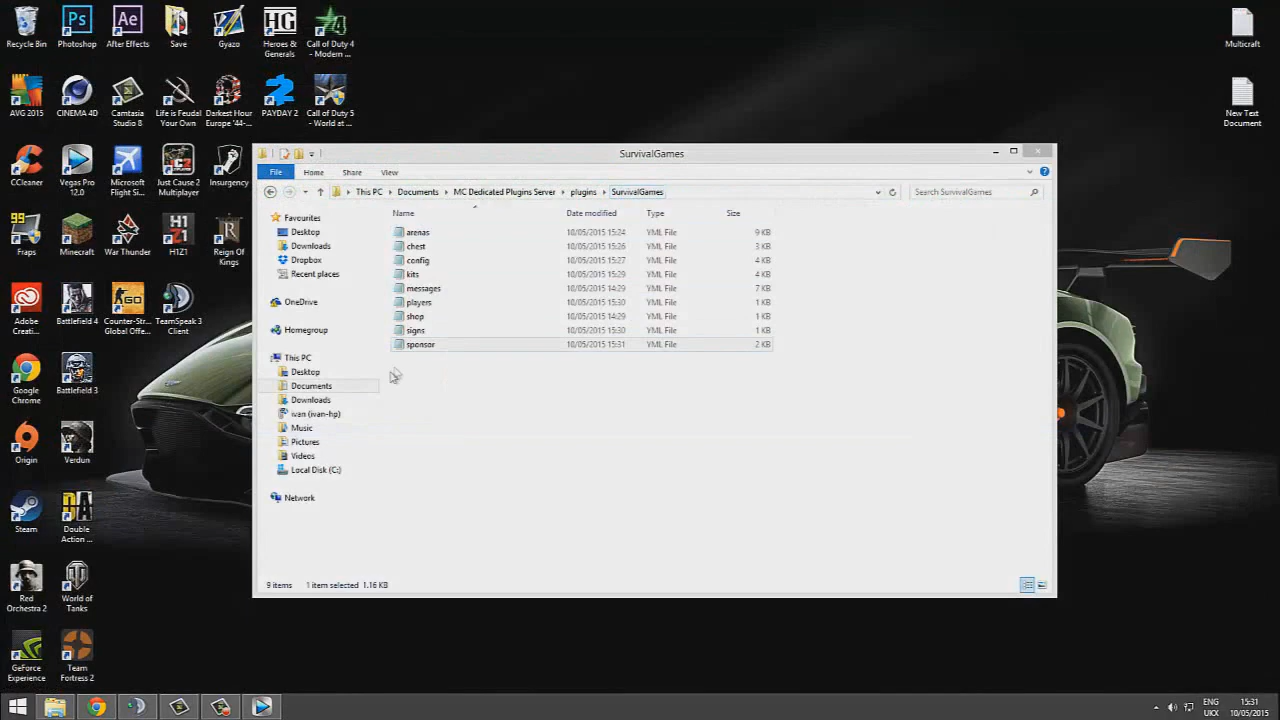 Recycle Bin
Photoshop
After Effects
Save
Gyazo
Heroes &
Generals
Call of Duty 4
- Modern ...
AVG 2015
CINEMA 4D
Camtasia
Studio 8
Life is Feudal
Your Own
Darkest Hour
Europe '44-...
PAYDAY 2
Call of Duty 5
- World at ...
CCleaner
Vegas Pro
12.0
Microsoft
Flight Si...
Just Cause 2
Multiplayer
Insurgency
Fraps
Minecraft
War Thunder
H1Z1
Reign Of
Kings
Adobe
Creati...
Battlefield 4
Counter-Str...
Global Offe...
TeamSpeak 3
Client
Google
Chrome
Battlefield 3
Origin
Verdun
Steam
Double
Action ...
Red
Orchestra 2
World of
Tanks
GeForce
Experience
Team
Fortress 2
Multicraft
New Text
Document
SurvivalGames
File Home Share View
This PC Documents MC Dedicated Plugins Server plugins SurvivalGames
Search SurvivalGames
Favourites
Desktop
Downloads
Dropbox
Recent places
OneDrive
Homegroup
This PC
Desktop
Documents
Downloads
ivan (ivan-hp)
Music
Pictures
Videos
Local Disk (C:)
Network
Name Date modified Type Size
arenas 10/05/2015 15:24 YML File 9 KB
chest 10/05/2015 15:26 YML File 3 KB
config 10/05/2015 15:27 YML File 4 KB
kits 10/05/2015 15:29 YML File 4 KB
messages 10/05/2015 14:29 YML File 7 KB
players 10/05/2015 15:30 YML File 1 KB
shop 10/05/2015 14:29 YML File 1 KB
signs 10/05/2015 15:30 YML File 1 KB
sponsor 10/05/2015 15:31 YML File 2 KB
9 items 1 item selected 1.16 KB
ENG
UKX
15:31
10/05/2015